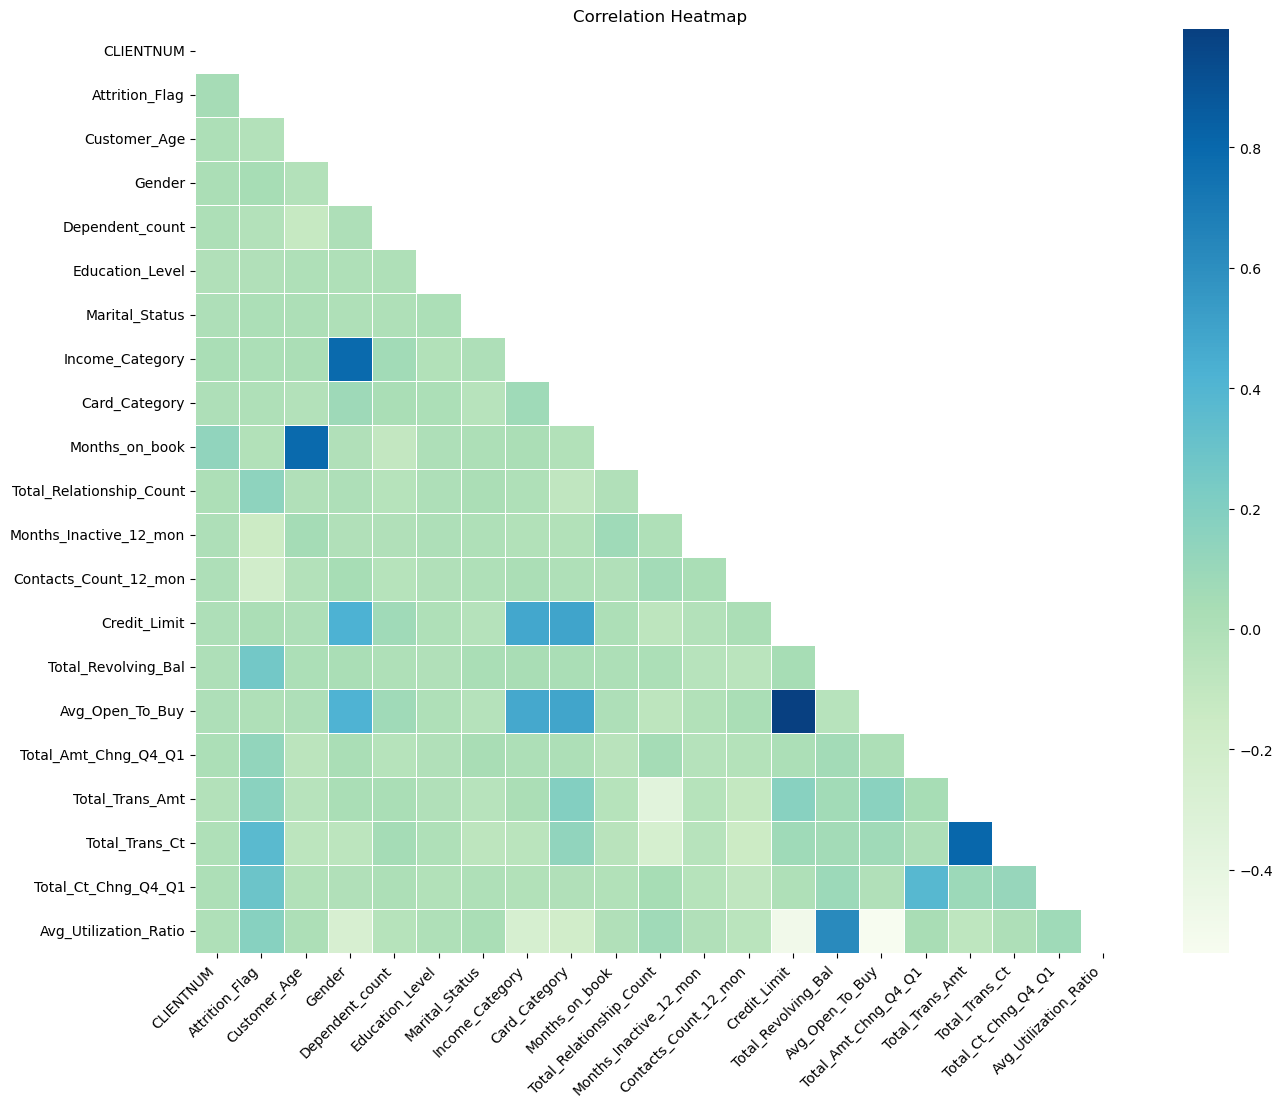 Correlation Heatmap
CLIENTNUM
Attrition_Flag
Customer_Age
Gender
Dependent_count
Education_Level
Marital_Status
Income_Category
Card_Category
Months_on_book
Total_Relationship_Count
Months_Inactive_12_mon
Contacts_Count_12_mon
Credit_Limit
Total_Revolving_Bal
Avg_Open_To_Buy
Total_Amt_Chng_Q4_Q1
Total_Trans_Amt
Total_Trans_Ct
Total_Ct_Chng_Q4_Q1
Avg_Utilization_Ratio
CLIENTNUM
Attrition_Flag
Customer_Age
Gender
Dependent_count
Education_Level
Marital_Status
Income_Category
Card_Category
Months_on_book
Total_Relationship_Count
Months_Inactive_12_mon
Contacts_Count_12_mon
Credit_Limit
Total_Revolving_Bal
Avg_Open_To_Buy
Total_Amt_Chng_Q4_Q1
Total_Trans_Amt
Total_Trans_Ct
Total_Ct_Chng_Q4_Q1
Avg_Utilization_Ratio
0.8
0.6
0.4
0.2
0.0
−0.2
−0.4